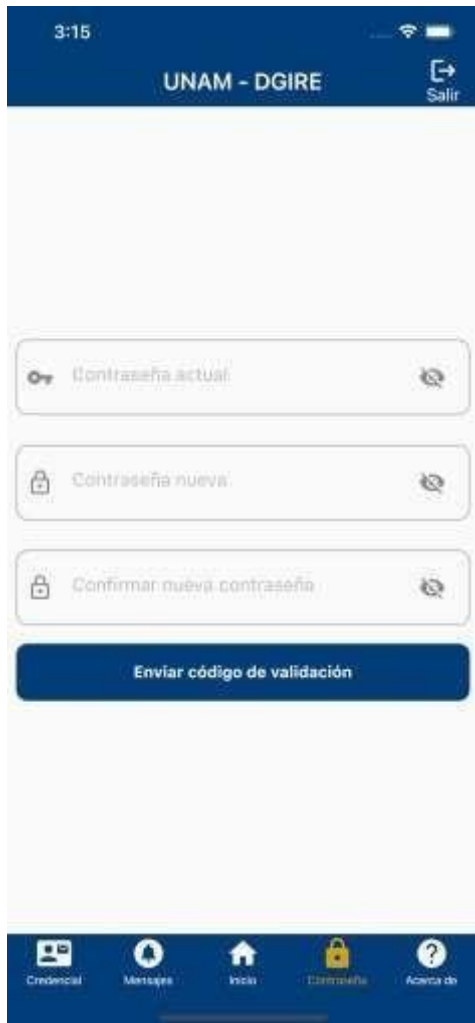 3:15
UNAM - DGIRE
Salir
Contraseña actual
Contraseña nueva
Confirmar nueva contraseña
Enviar código de validación
Credencial
Mensajes
Inicio
Contraseña
Acerca de